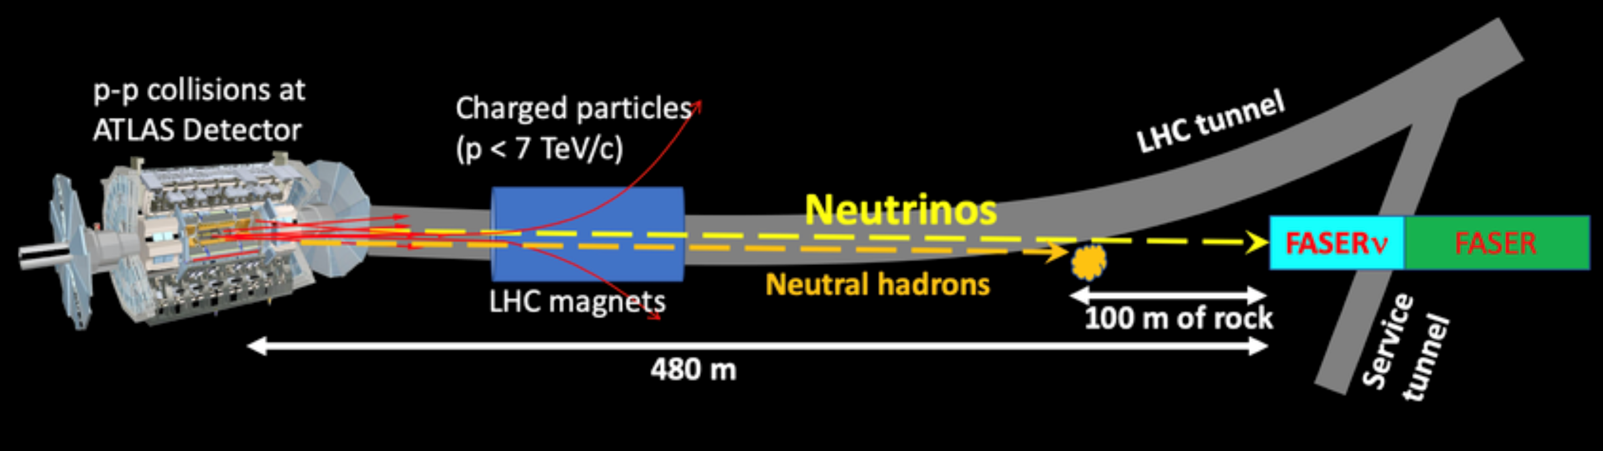 p-p collisions at
ATLAS Detector
Charged particles
(p < 7 TeV/c)
LHC tunnel
Neutrinos
FASERν
FASER
Neutral hadrons
LHC magnets
100 m of rock
480 m
Service
tunnel